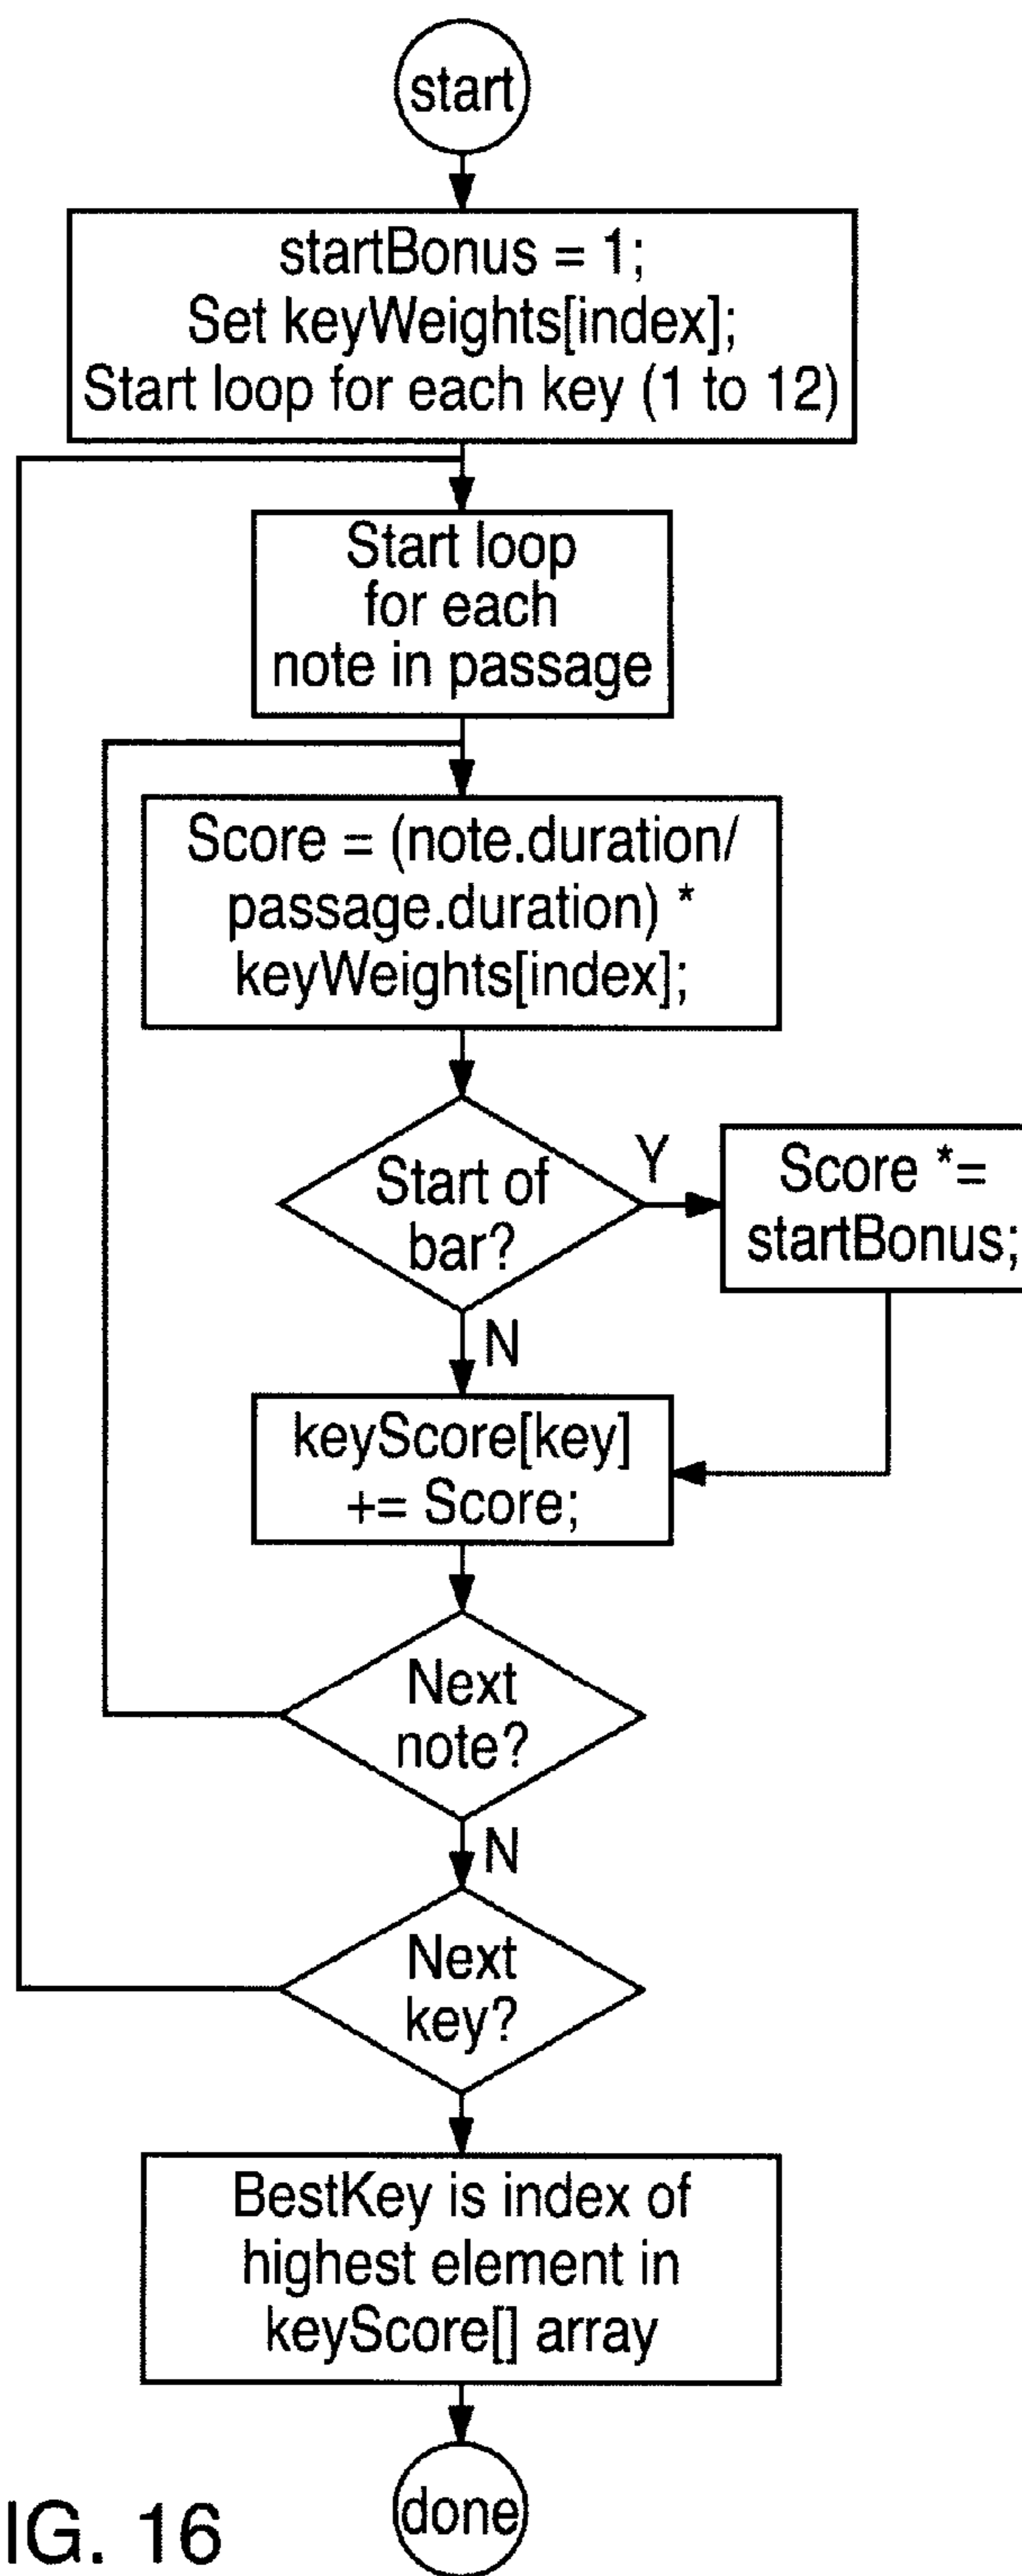 start
startBonus = 1;
Set keyWeights[index];
Start loop for each key (1 to 12)
Start loop
for each
note in passage
Score = (note.duration/
passage.duration) *
keyWeights[index];
Start of
bar?
Y
Score *=
startBonus;
N
keyScore[key]
+= Score;
Next
note?
N
Next
key?
BestKey is index of
highest element in
keyScore[] array
done
IG. 16